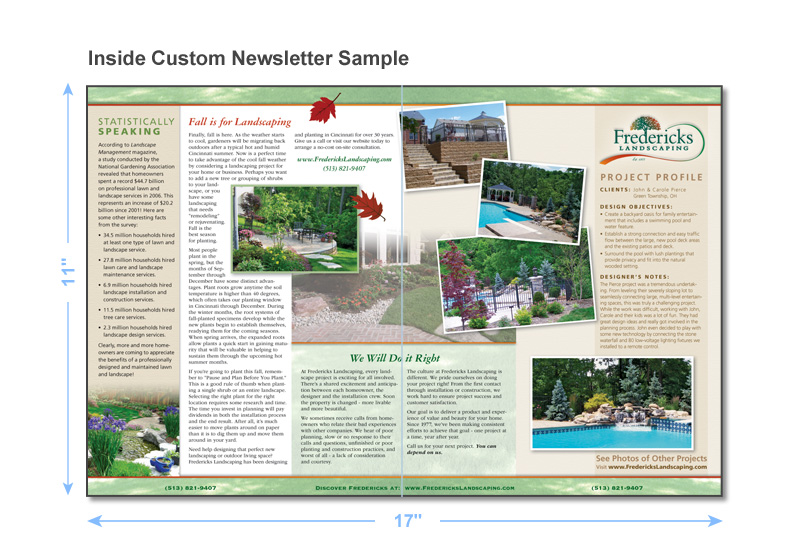 Inside Custom Newsletter Sample
11"
STATISTICALLY
SPEAKING
According to Landscape
Management magazine,
a study conducted by the
National Gardening Association
revealed that homeowners
spent a record $44.7 billion
on professional lawn and
landscape services in 2006. This
represents an increase of $20.2
billion since 2001! Here are
some other interesting facts
from the survey:
• 34.5 million households hired
at least one type of lawn and
landscape service.
• 27.8 million households hired
lawn care and landscape
maintenance services.
• 6.9 million households hired
landscape installation and
construction services.
• 11.5 million households hired
tree care services.
• 2.3 million households hired
landscape design services.
Clearly, more and more home-
owners are coming to appreciate
the benefits of a professionally
designed and maintained lawn
and landscape!
Fall is for Landscaping
Finally, fall is here. As the weather starts
to cool, gardeners will be migrating back
outdoors after a typical hot and humid
Cincinnati summer. Now is a perfect time
to take advantage of the cool fall weather
by considering a landscaping project for
your home or business. Perhaps you want
to add a new tree or grouping of shrubs
to your land-
scape, or you
have some
landscaping
that needs
"remodeling"
or rejuvenating.
Fall is the
best season
for planting.
Most people
plant in the
spring, but the
months of Sep-
tember through
December have some distinct advan-
tages. Plant roots grow anytime the soil
temperature is higher than 40 degrees,
which often takes our planting window
in Cincinnati through December. During
the winter months, the root systems of
fall-planted specimens develop while the
new plants begin to establish themselves,
readying them for the coming seasons.
When spring arrives, the expanded roots
allow plants a quick start in gaining matu-
rity that will be valuable in helping to
sustain them through the upcoming hot
summer months.
If you're going to plant this fall, remem-
ber to "Pause and Plan Before You Plant."
This is a good rule of thumb when plant-
ing a single shrub or an entire landscape.
Selecting the right plant for the right
location requires some research and time.
The time you invest in planning will pay
dividends in both the installation process
and the end result. After all, it's much
easier to move plants around on paper
than it is to dig them up and move them
around in your yard.
Need help designing that perfect new
landscaping or outdoor living space?
Fredericks Landscaping has been designing
and planting in Cincinnati for over 30 years.
Give us a call or visit our website today to
arrange a no-cost on-site consultation.
www.FredericksLandscaping.com
(513) 821-9407
We Will Do it Right
At Fredericks Landscaping, every land-
scape project is exciting for all involved.
There's a shared excitement and anticipa-
tion between each homeowner, the
designer and the installation crew. Soon
the property is changed - more livable
and more beautiful.
We sometimes receive calls from home-
owners who relate their bad experiences
with other companies. We hear of poor
planning, slow or no response to their
calls and questions, unfinished or poor
planting and construction practices, and
worst of all - a lack of consideration
and courtesy.
The culture at Fredericks Landscaping is
different. We pride ourselves on doing
your project right! From the first contact
through installation or construction, we
work hard to ensure project success and
customer satisfaction.
Our goal is to deliver a product and exper-
ience of value and beauty for your home.
Since 1977, we've been making consistent
efforts to achieve that goal - one project at
a time, year after year.
Call us for your next project. You can
depend on us.
Fredericks
LANDSCAPING
PROJECT PROFILE
CLIENTS: John & Carole Pierce
Green Township, OH
DESIGN OBJECTIVES:
• Create a backyard oasis for family entertain-
ment that includes a swimming pool and
water feature.
• Establish a strong connection and easy traffic
flow between the large, new pool deck areas
and the existing patios and deck.
• Surround the pool with lush plantings that
provide privacy and fit into the natural
wooded setting.
DESIGNER'S NOTES:
The Pierce project was a tremendous undertak-
ing. From leveling their severely sloping lot to
seamlessly connecting large, multi-level entertain-
ing spaces, this was truly a challenging project.
While the work was difficult, working with John,
Carole and their kids was a lot of fun. They had
great design ideas and really got involved in the
planning process. John even decided to play with
some new technology by connecting the stone
waterfall and 80 low-voltage lighting fixtures we
installed to a remote control.
See Photos of Other Projects
Visit www.FredericksLandscaping.com
(513) 821-9407
DISCOVER FREDERICKS AT: WWW.FREDERICKSLANDSCAPING.COM
(513) 821-9407
17"